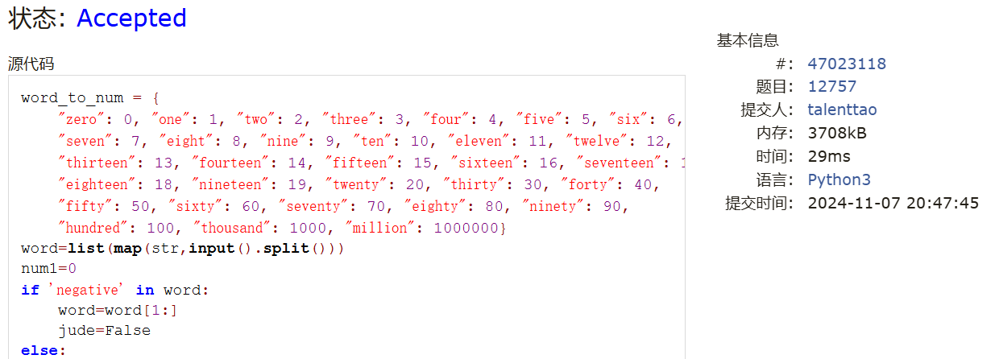 状态: Accepted
源代码
word_to_num = {
    "zero": 0, "one": 1, "two": 2, "three": 3, "four": 4, "five": 5, "six": 6,
    "seven": 7, "eight": 8, "nine": 9, "ten": 10, "eleven": 11, "twelve": 12,
    "thirteen": 13, "fourteen": 14, "fifteen": 15, "sixteen": 16, "seventeen": 1
    "eighteen": 18, "nineteen": 19, "twenty": 20, "thirty": 30, "forty": 40,
    "fifty": 50, "sixty": 60, "seventy": 70, "eighty": 80, "ninety": 90,
    "hundred": 100, "thousand": 1000, "million": 1000000}
word=list(map(str,input().split()))
num1=0
if 'negative' in word:
    word=word[1:]
    jude=False
else:
基本信息
#: 47023118
题目: 12757
提交人: talenttao
内存: 3708kB
时间: 29ms
语言: Python3
提交时间: 2024-11-07 20:47:45